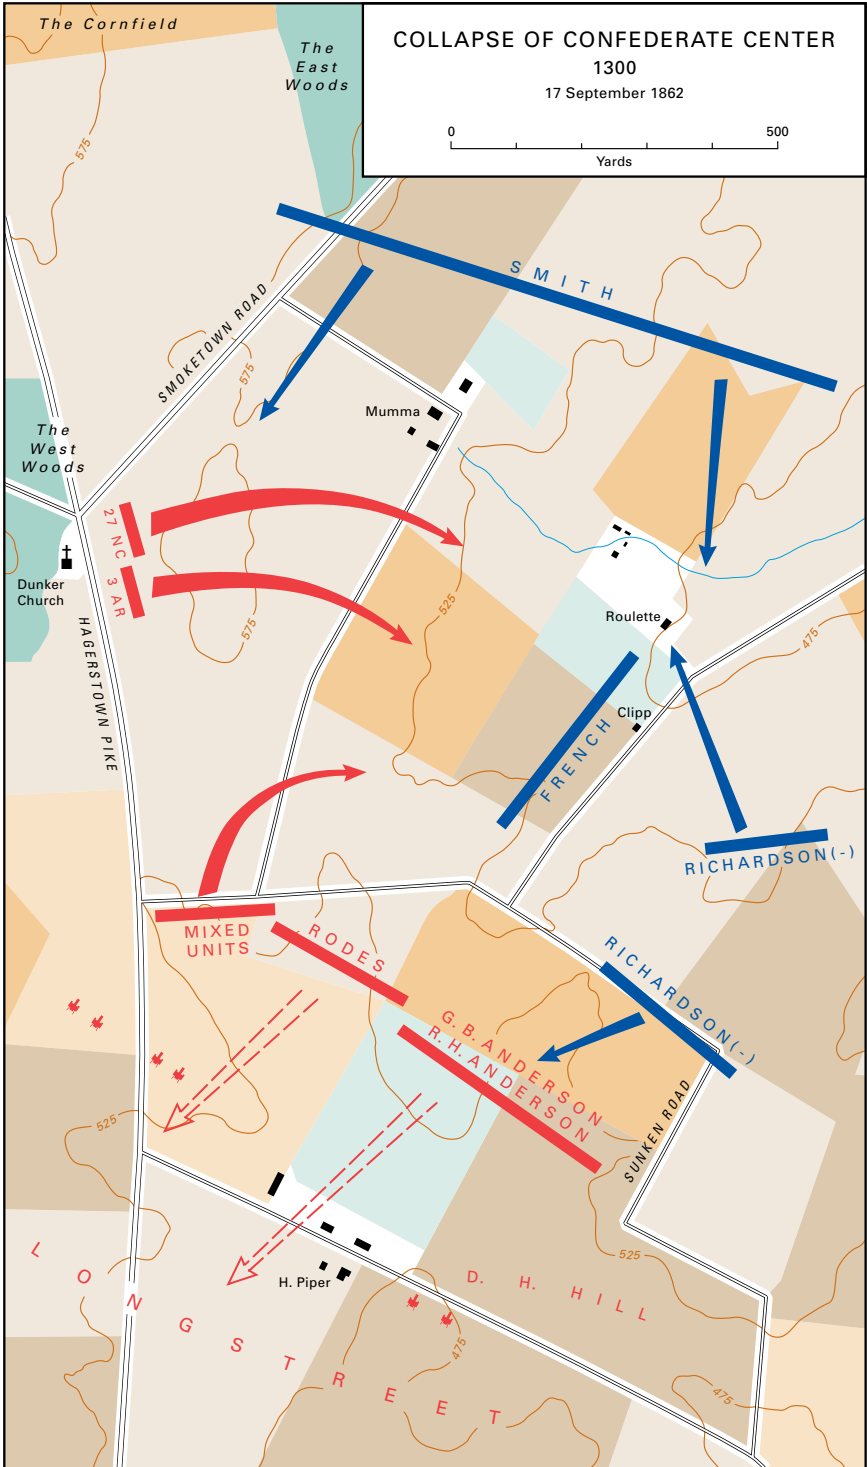 The Cornfield
The
East
Woods
COLLAPSE OF CONFEDERATE CENTER
1300
17 September 1862
0
500
Yards
575
SMITH
SMOKETOWN ROAD
575
Mumma
The
West
Woods
27 NC
3 AR
Dunker
Church
575
525
Roulette
475
HAGERSTOWN PIKE
Clipp
FRENCH
RICHARDSON(-)
MIXED
UNITS
RODES
RICHARDSON(-)
G. B. ANDERSON
R. H. ANDERSON
525
SUNKEN ROAD
525
H. Piper
D. H. HILL
LONGSTREET
475
475